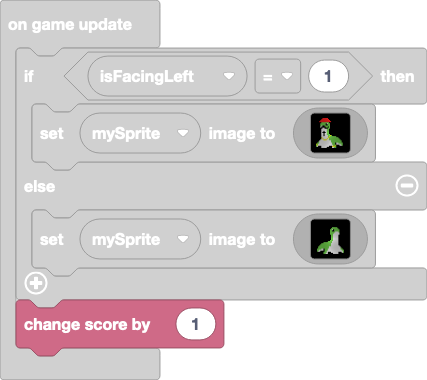 on game update
if isFacingLeft = 1 then
set mySprite image to
else
set mySprite image to
change score by 1